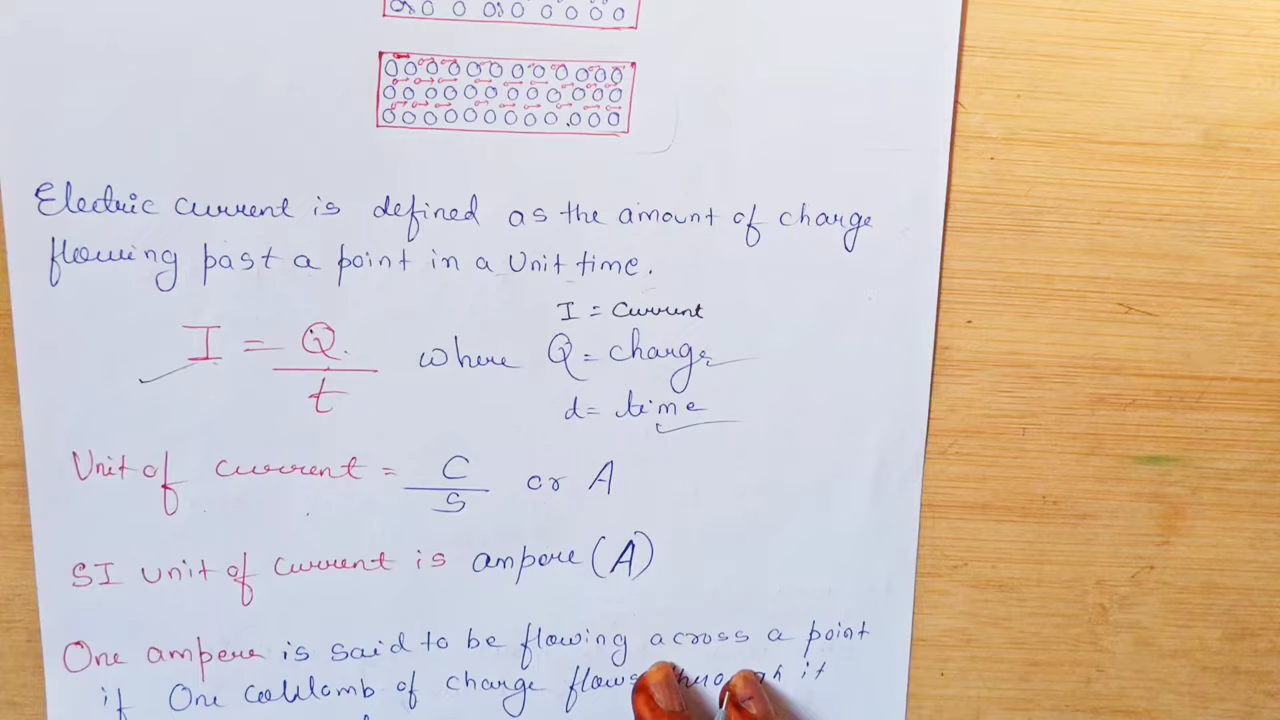 Electric current is defined as the amount of charge
flowing past a point in a Unit time.
I = Q/t where I = Current
Q = charge
d = time
Unit of current = C/S or A
SI unit of current is ampere (A)
One ampere is said to be flowing across a point
if One coulomb of charge flows through it